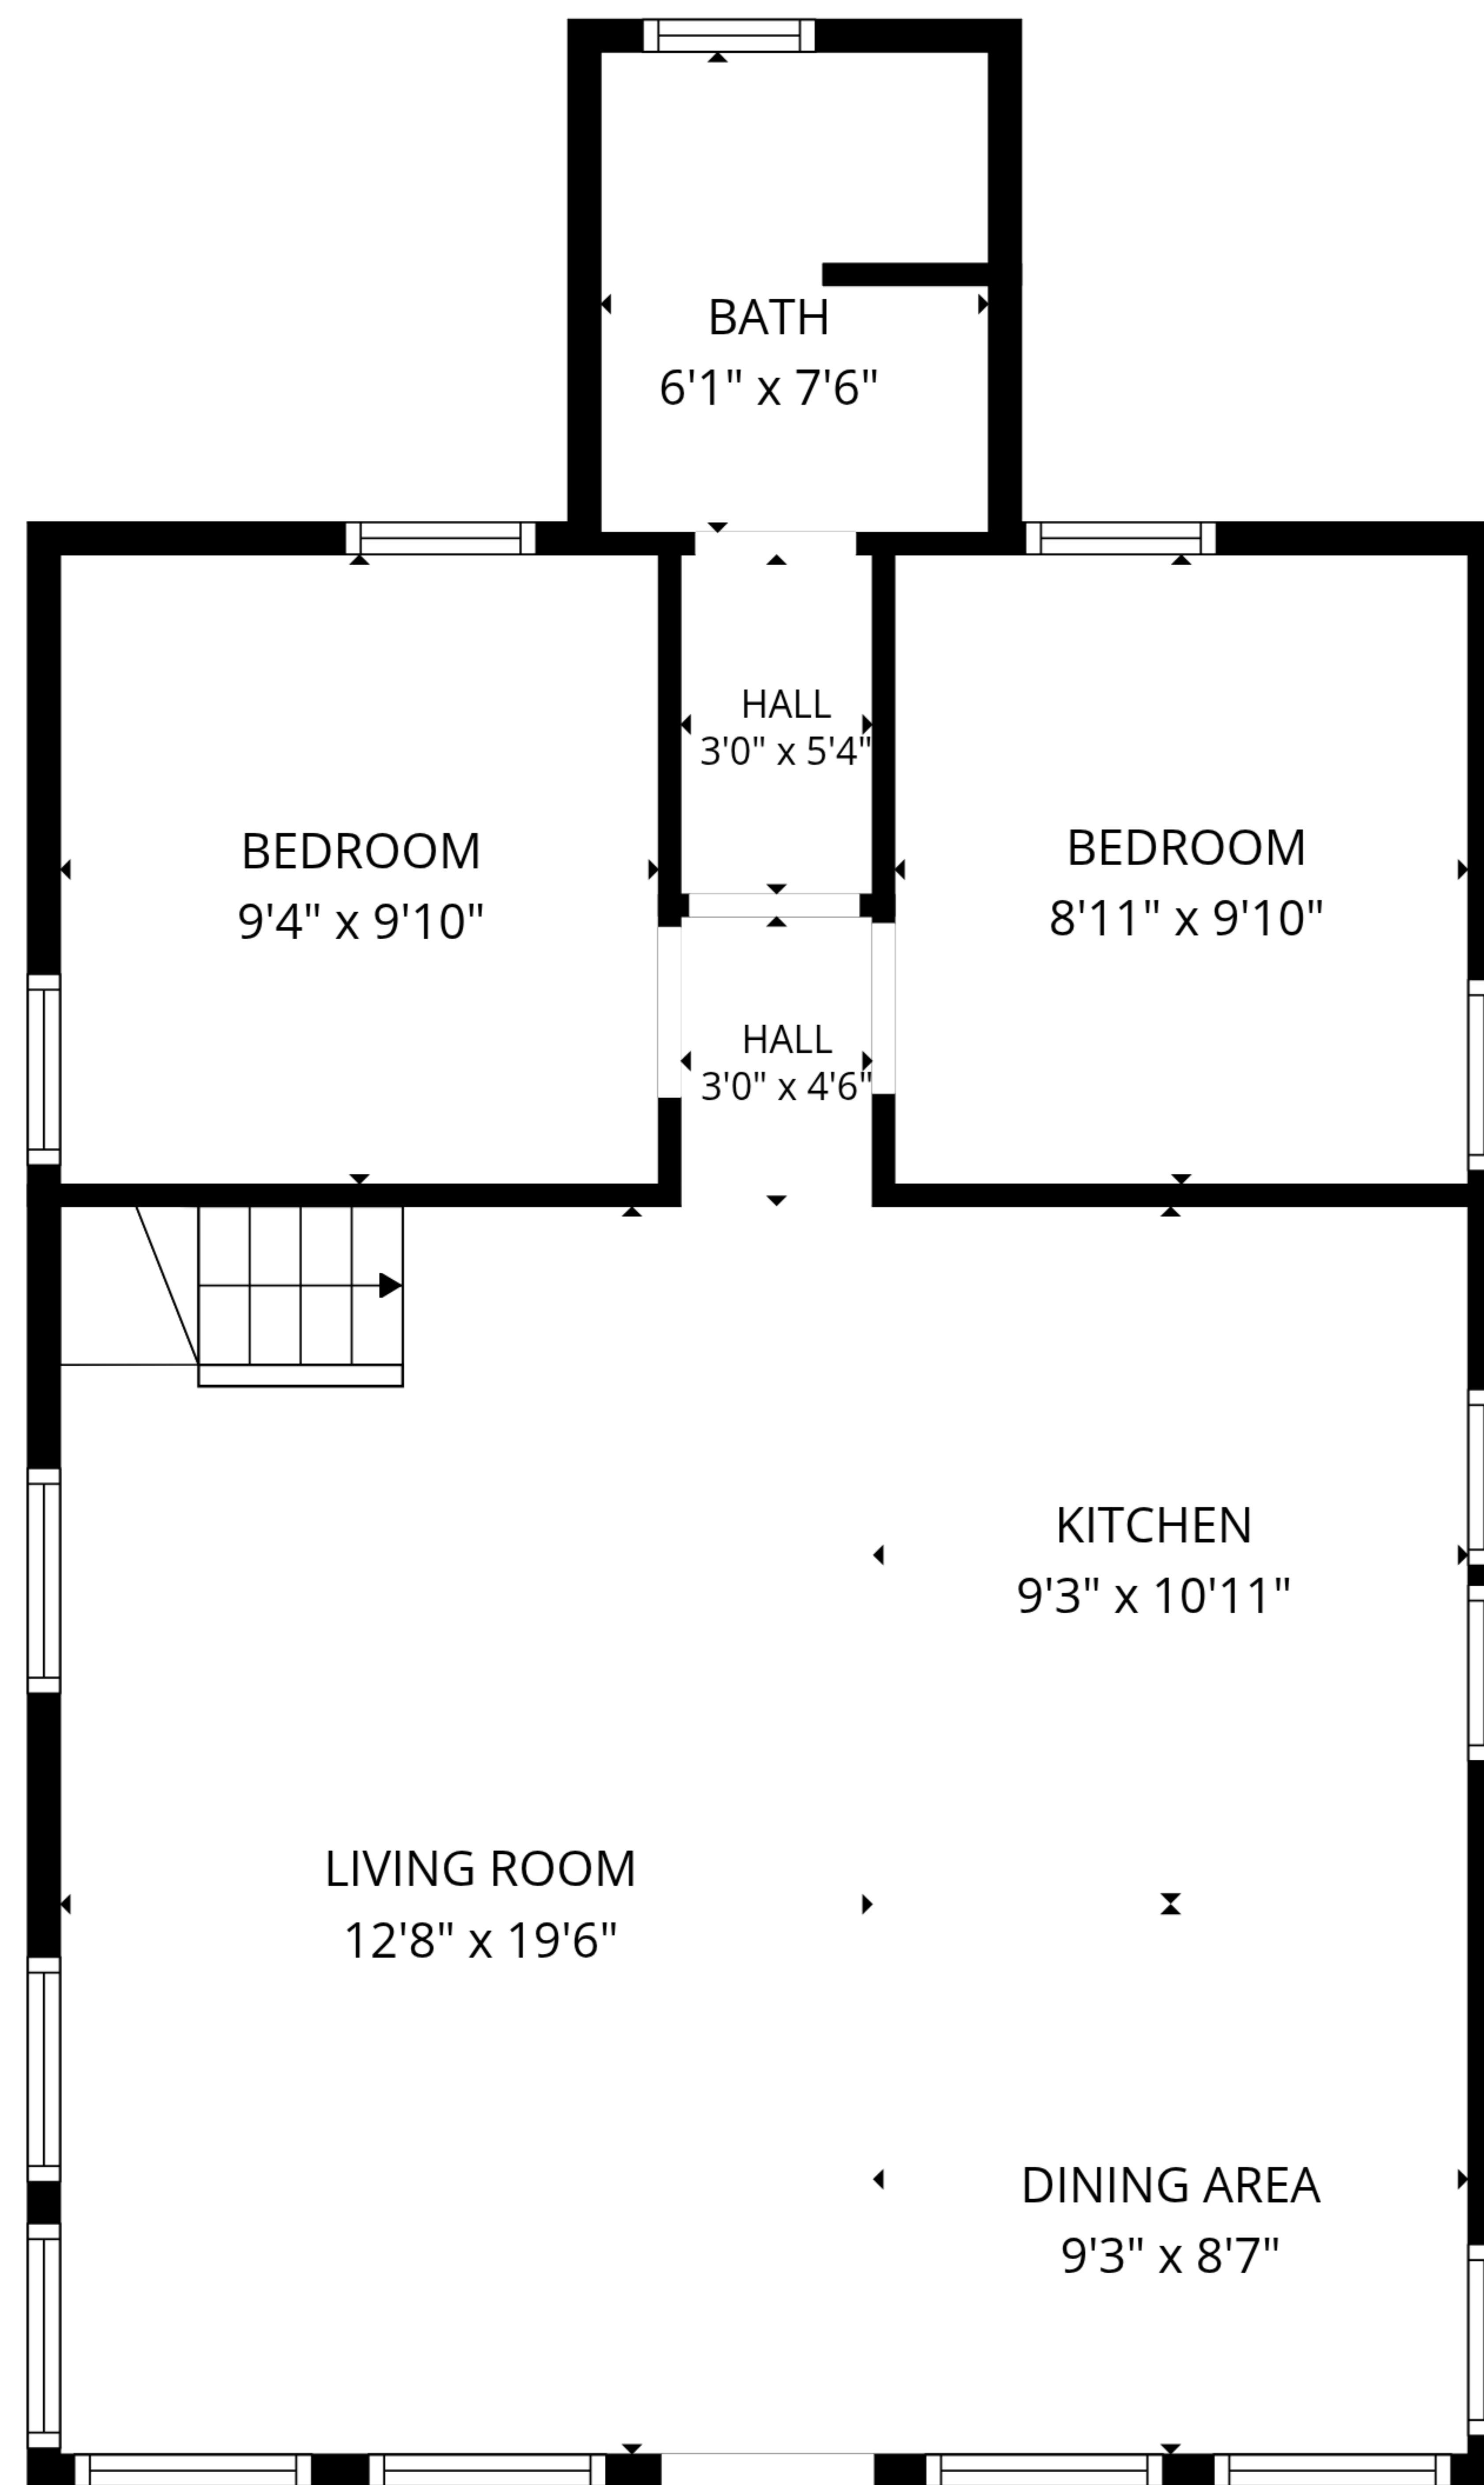 BATH
6'1" x 7'6"
HALL
3'0" x 5'4"
BEDROOM
9'4" x 9'10"
BEDROOM
8'11" x 9'10"
HALL
3'0" x 4'6"
KITCHEN
9'3" x 10'11"
LIVING ROOM
12'8" x 19'6"
DINING AREA
9'3" x 8'7"